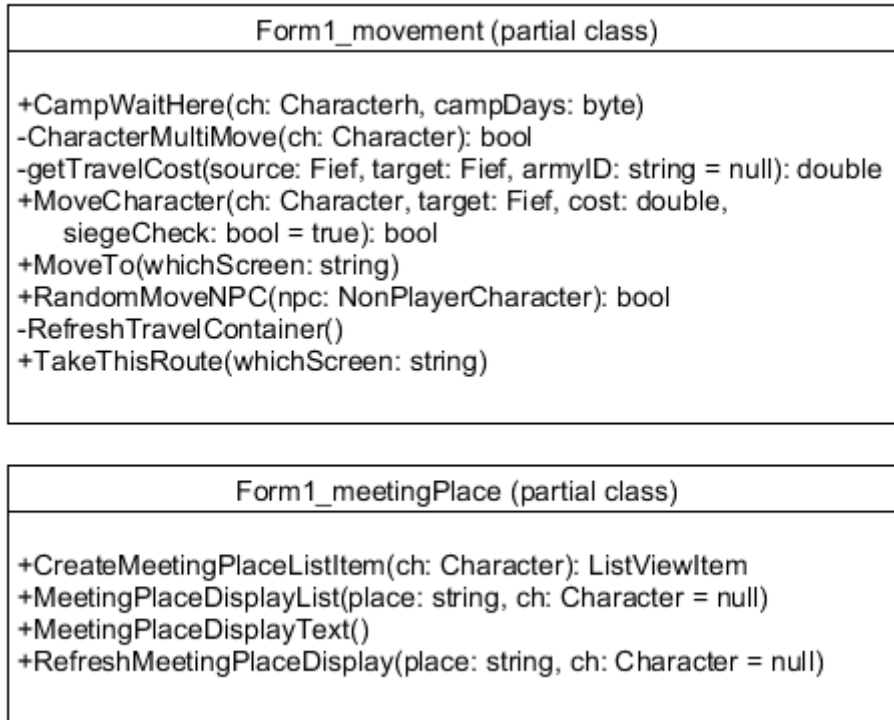 Form1_movement (partial class)
+CampWaitHere(ch: Characterh, campDays: byte)
-CharacterMultiMove(ch: Character): bool
-getTravelCost(source: Fief, target: Fief, armyID: string = null): double
+MoveCharacter(ch: Character, target: Fief, cost: double,
siegeCheck: bool = true): bool
+MoveTo(whichScreen: string)
+RandomMoveNPC(npc: NonPlayerCharacter): bool
-RefreshTravelContainer()
+TakeThisRoute(whichScreen: string)
Form1_meetingPlace (partial class)
+CreateMeetingPlaceListItem(ch: Character): ListViewItem
+MeetingPlaceDisplayList(place: string, ch: Character = null)
+MeetingPlaceDisplayText()
+RefreshMeetingPlaceDisplay(place: string, ch: Character = null)